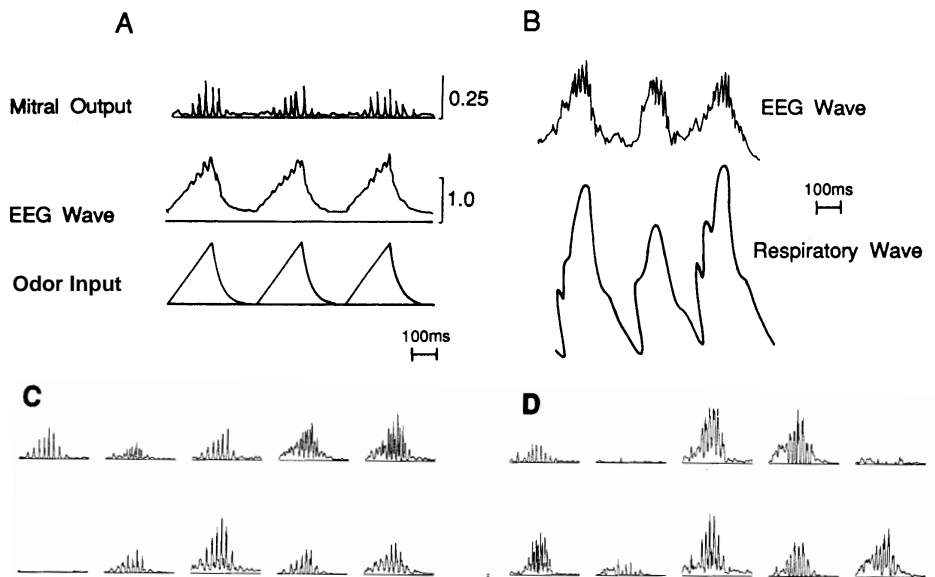 A
Mitral Output
0.25
EEG Wave
1.0
Odor Input
100ms
B
EEG Wave
100ms
Respiratory Wave
C
D